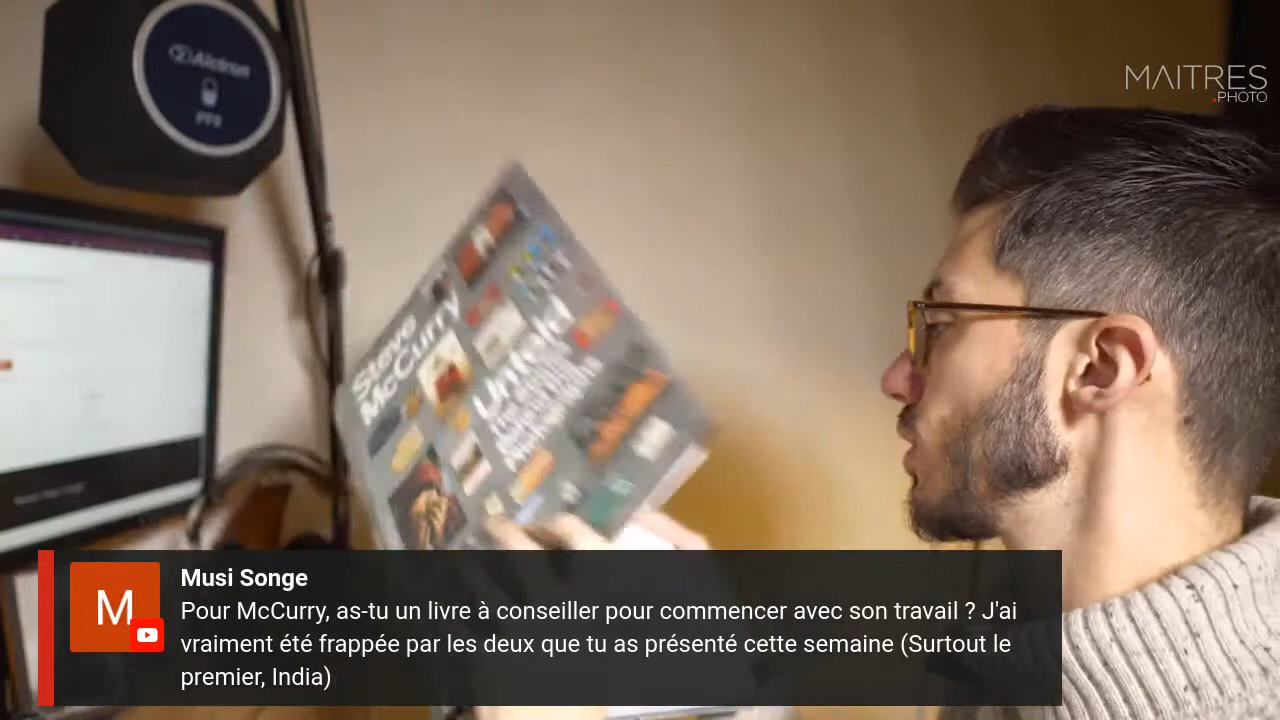 Alctron
PF8
MAITRES
.PHOTO
Steve
McCurry
Untold
Musi Songe
M
Pour McCurry, as-tu un livre à conseiller pour commencer avec son travail ? J'ai
vraiment été frappée par les deux que tu as présenté cette semaine (Surtout le
premier, India)